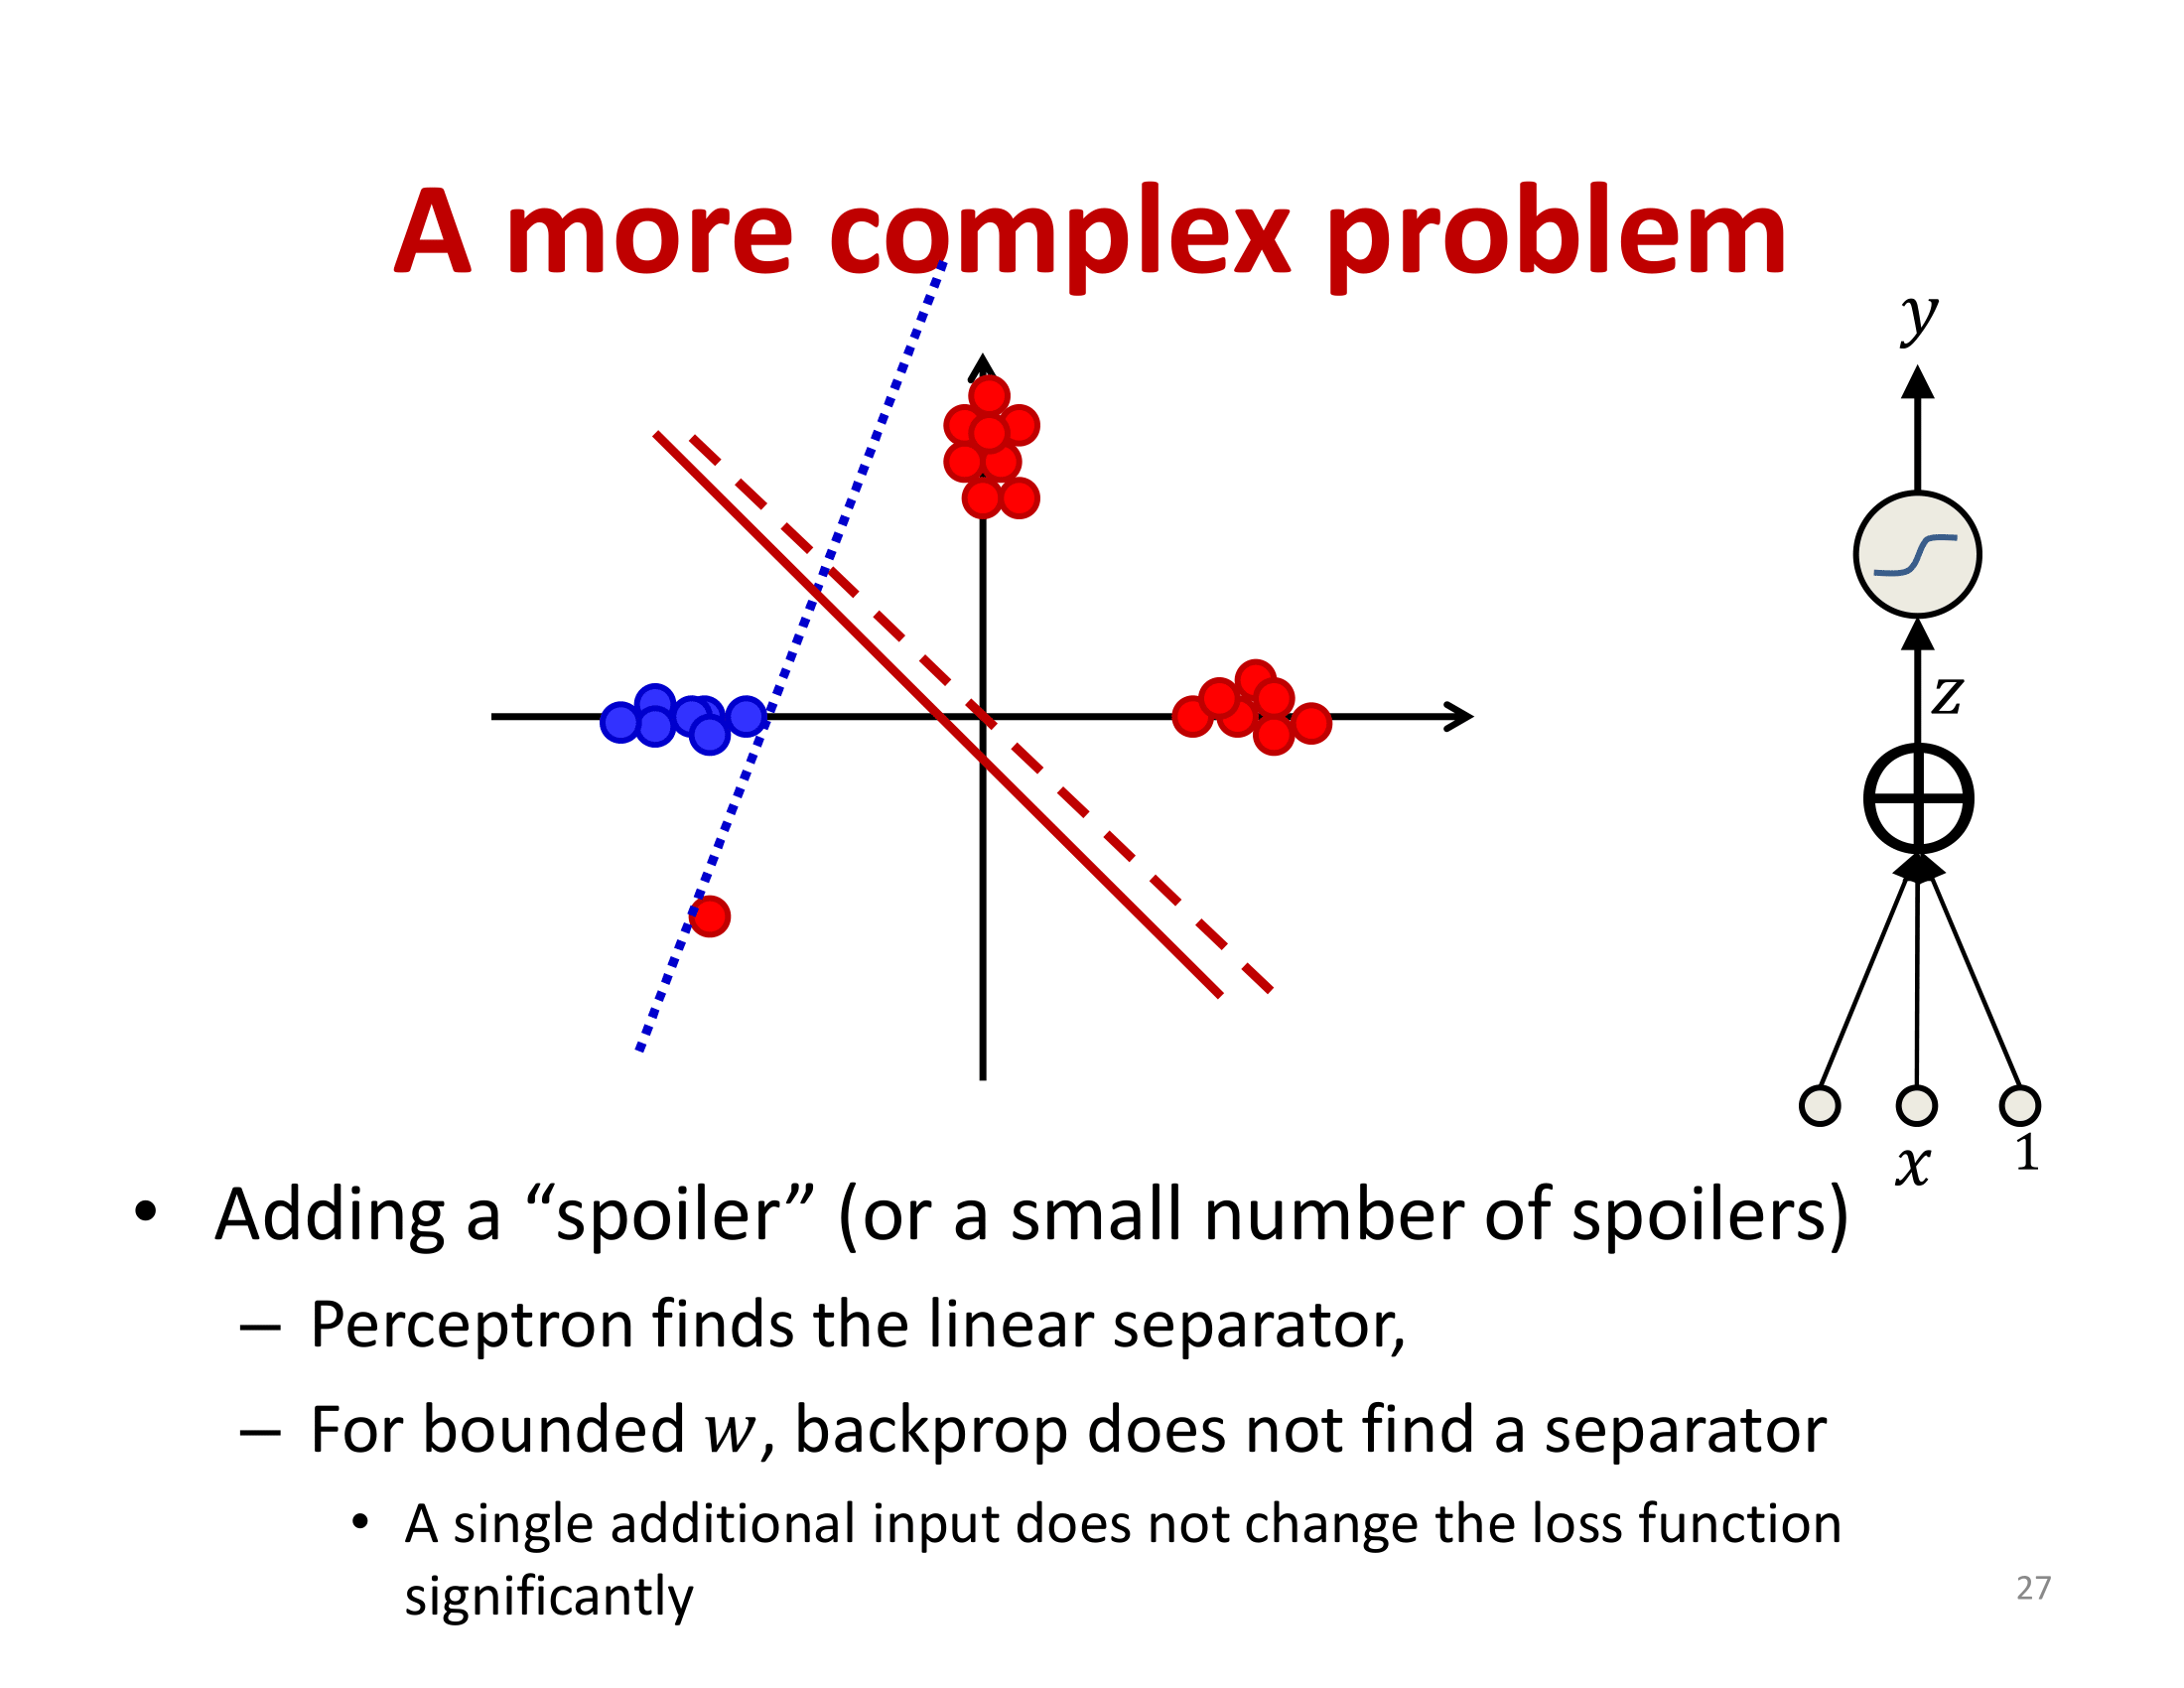 A more complex problem
y
z
x
1
• Adding a “spoiler” (or a small number of spoilers)
– Perceptron finds the linear separator,
– For bounded w, backprop does not find a separator
• A single additional input does not change the loss function
significantly
27